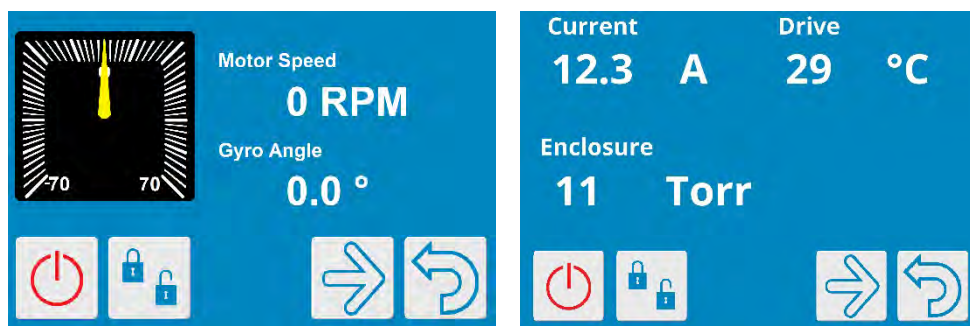 Motor Speed
0 RPM
Gyro Angle
0.0 °
-70 70
Current Drive
12.3 A 29 °C
Enclosure
11 Torr